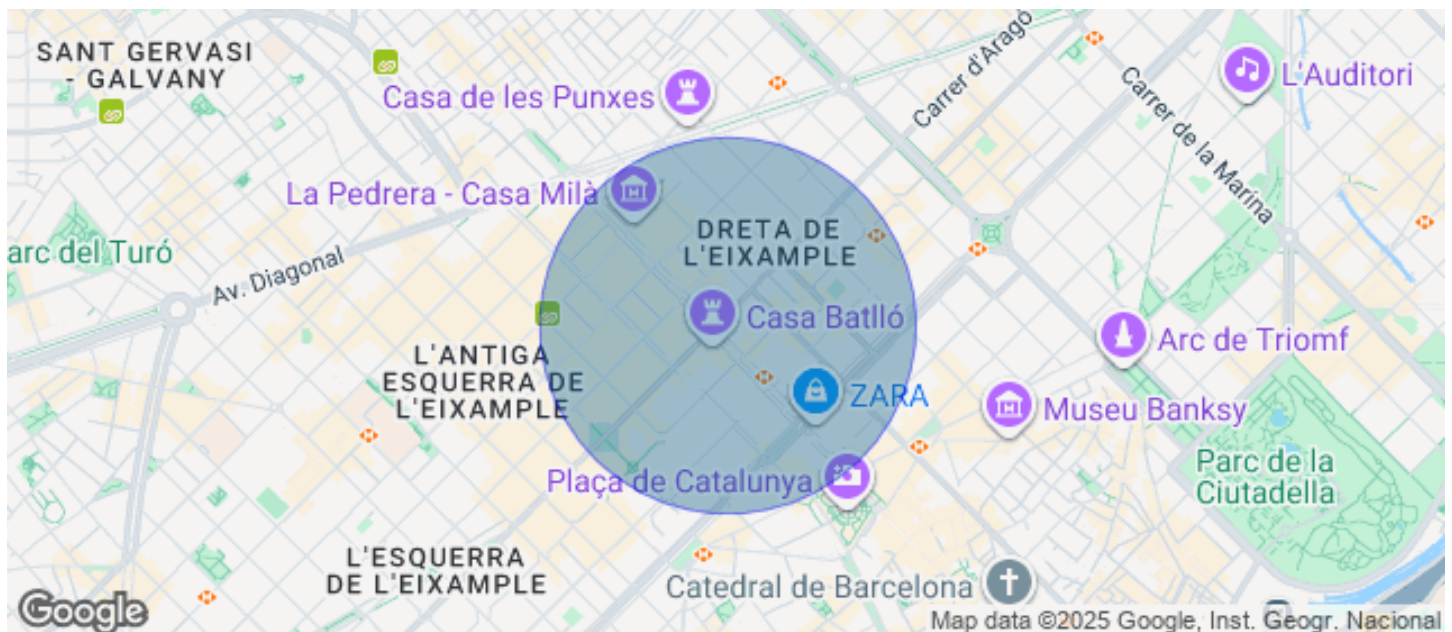 SANT GERVASI
- GALVANY
Casa de les Punxes
Carrer d'Aragó
L'Auditori
Carrer de la Marina
La Pedrera - Casa Milà
DRETA DE
L'EIXAMPLE
arc del Turó
Av. Diagonal
Casa Batlló
Arc de Triomf
L'ANTIGA
ESQUERRA DE
L'EIXAMPLE
ZARA
Museu Banksy
Plaça de Catalunya
Parc de la
Ciutadella
L'ESQUERRA
DE L'EIXAMPLE
Catedral de Barcelona
Google
Map data ©2025 Google, Inst. Geogr. Nacional